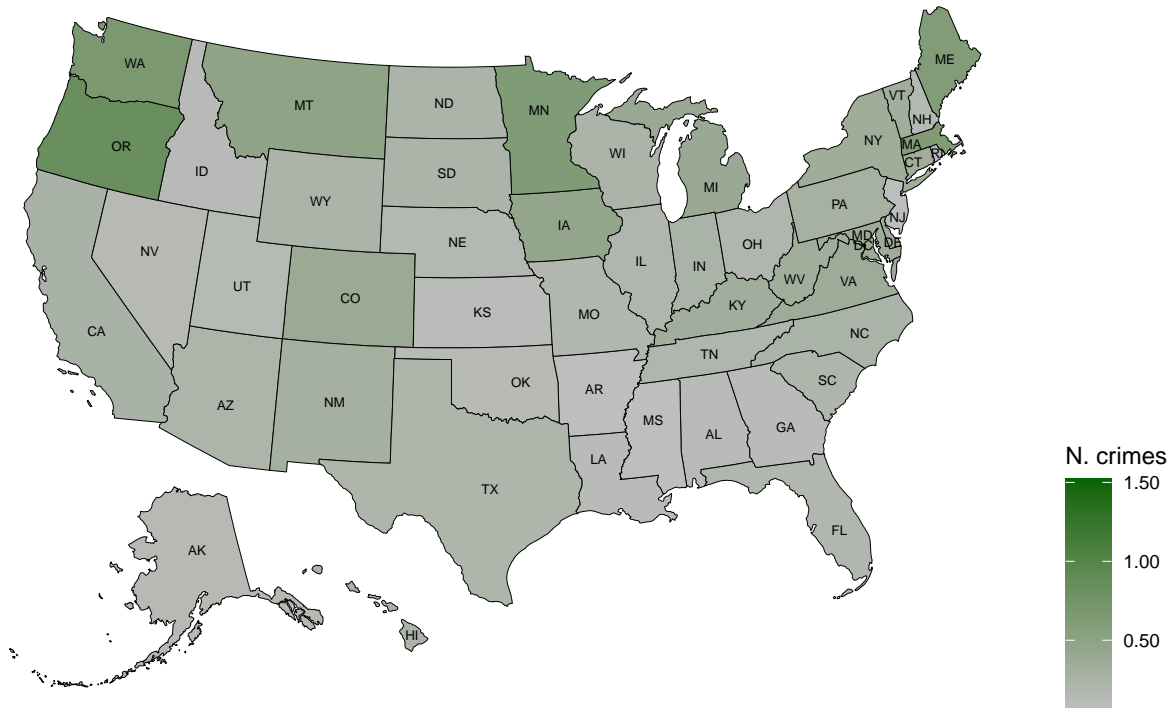 WA
ME
MT
ND
VT
MN
NH
OR
NY
MA
WI
RI
CT
ID
SD
MI
WY
PA
NJ
IA
MD
NE
OH
DE
DC
NV
IL
IN
WV
VA
UT
CO
KY
KS
MO
CA
NC
TN
OK
SC
AR
AZ
NM
MS
GA
AL
LA
TX
FL
AK
HI
N. crimes
1.50
1.00
0.50